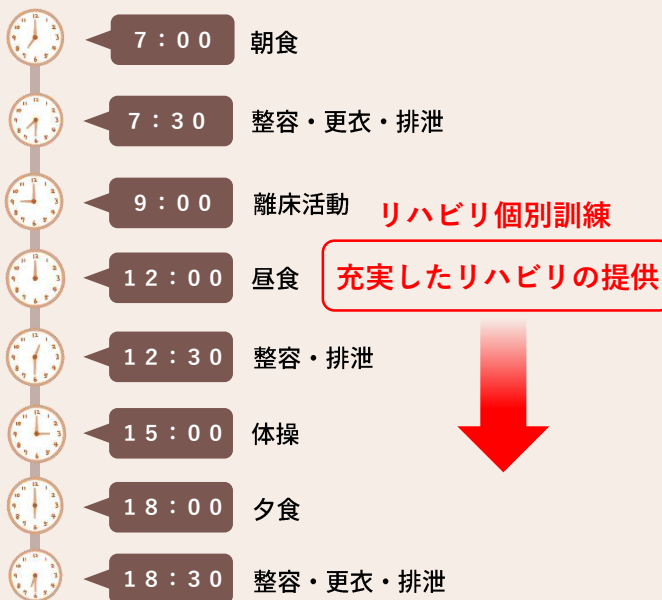 7：00 朝食
7：30 整容・更衣・排泄
9：00 離床活動
リハビリ個別訓練
12：00 昼食
充実したリハビリの提供
12：30 整容・排泄
15：00 体操
18：00 夕食
18：30 整容・更衣・排泄